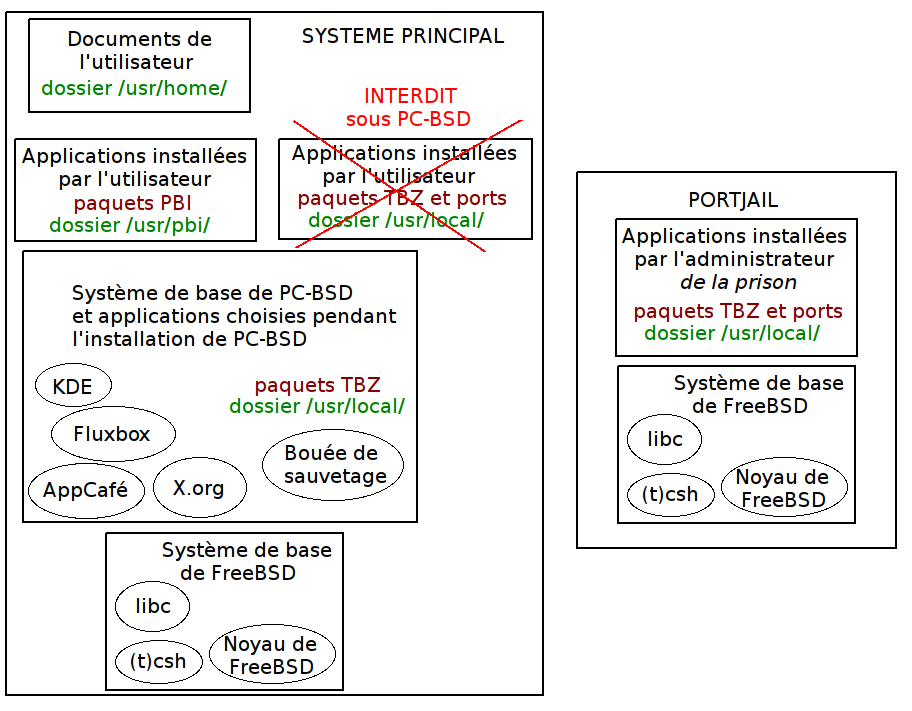 SYSTEME PRINCIPAL
Documents de
l'utilisateur
dossier /usr/home/
INTERDIT
sous PC-BSD
Applications installées
par l'utilisateur
paquets PBI
dossier /usr/pbi/
Applications installées
par l'utilisateur
paquets TBZ et ports
dossier /usr/local/
Système de base de PC-BSD
et applications choisies pendant
l'installation de PC-BSD
paquets TBZ
dossier /usr/local/
KDE
Fluxbox
AppCafé
X.org
Bouée de
sauvetage
Système de base
de FreeBSD
libc
(t)csh
Noyau de
FreeBSD
PORTJAIL
Applications installées
par l'administrateur
de la prison
paquets TBZ et ports
dossier /usr/local/
Système de base
de FreeBSD
libc
(t)csh
Noyau de
FreeBSD